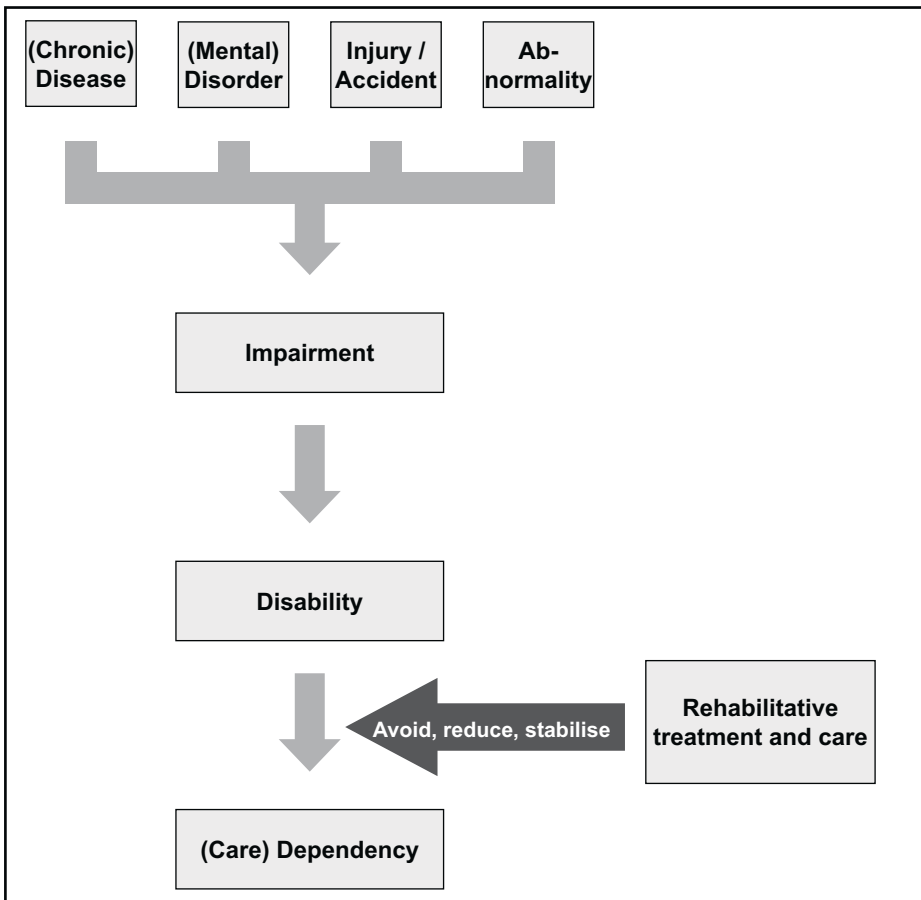 (Chronic)
Disease
(Mental)
Disorder
Injury /
Accident
Ab-
normality
Impairment
Disability
Avoid, reduce, stabilise
Rehabilitative
treatment and care
(Care) Dependency